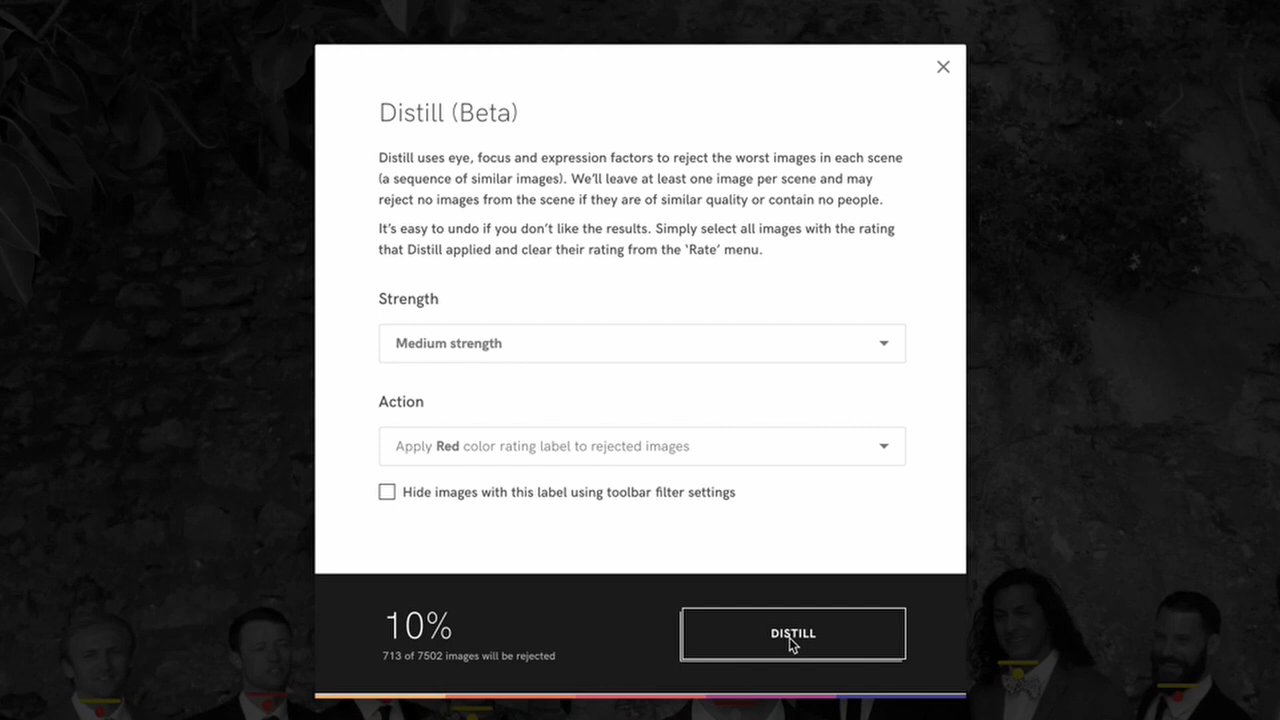 Distill (Beta)
Distill uses eye, focus and expression factors to reject the worst images in each scene
(a sequence of similar images). We’ll leave at least one image per scene and may
reject no images from the scene if they are of similar quality or contain no people.
It’s easy to undo if you don’t like the results. Simply select all images with the rating
that Distill applied and clear their rating from the ‘Rate’ menu.
Strength
Medium strength
Action
Apply Red color rating label to rejected images
Hide images with this label using toolbar filter settings
10%
713 of 7502 images will be rejected
DISTILL